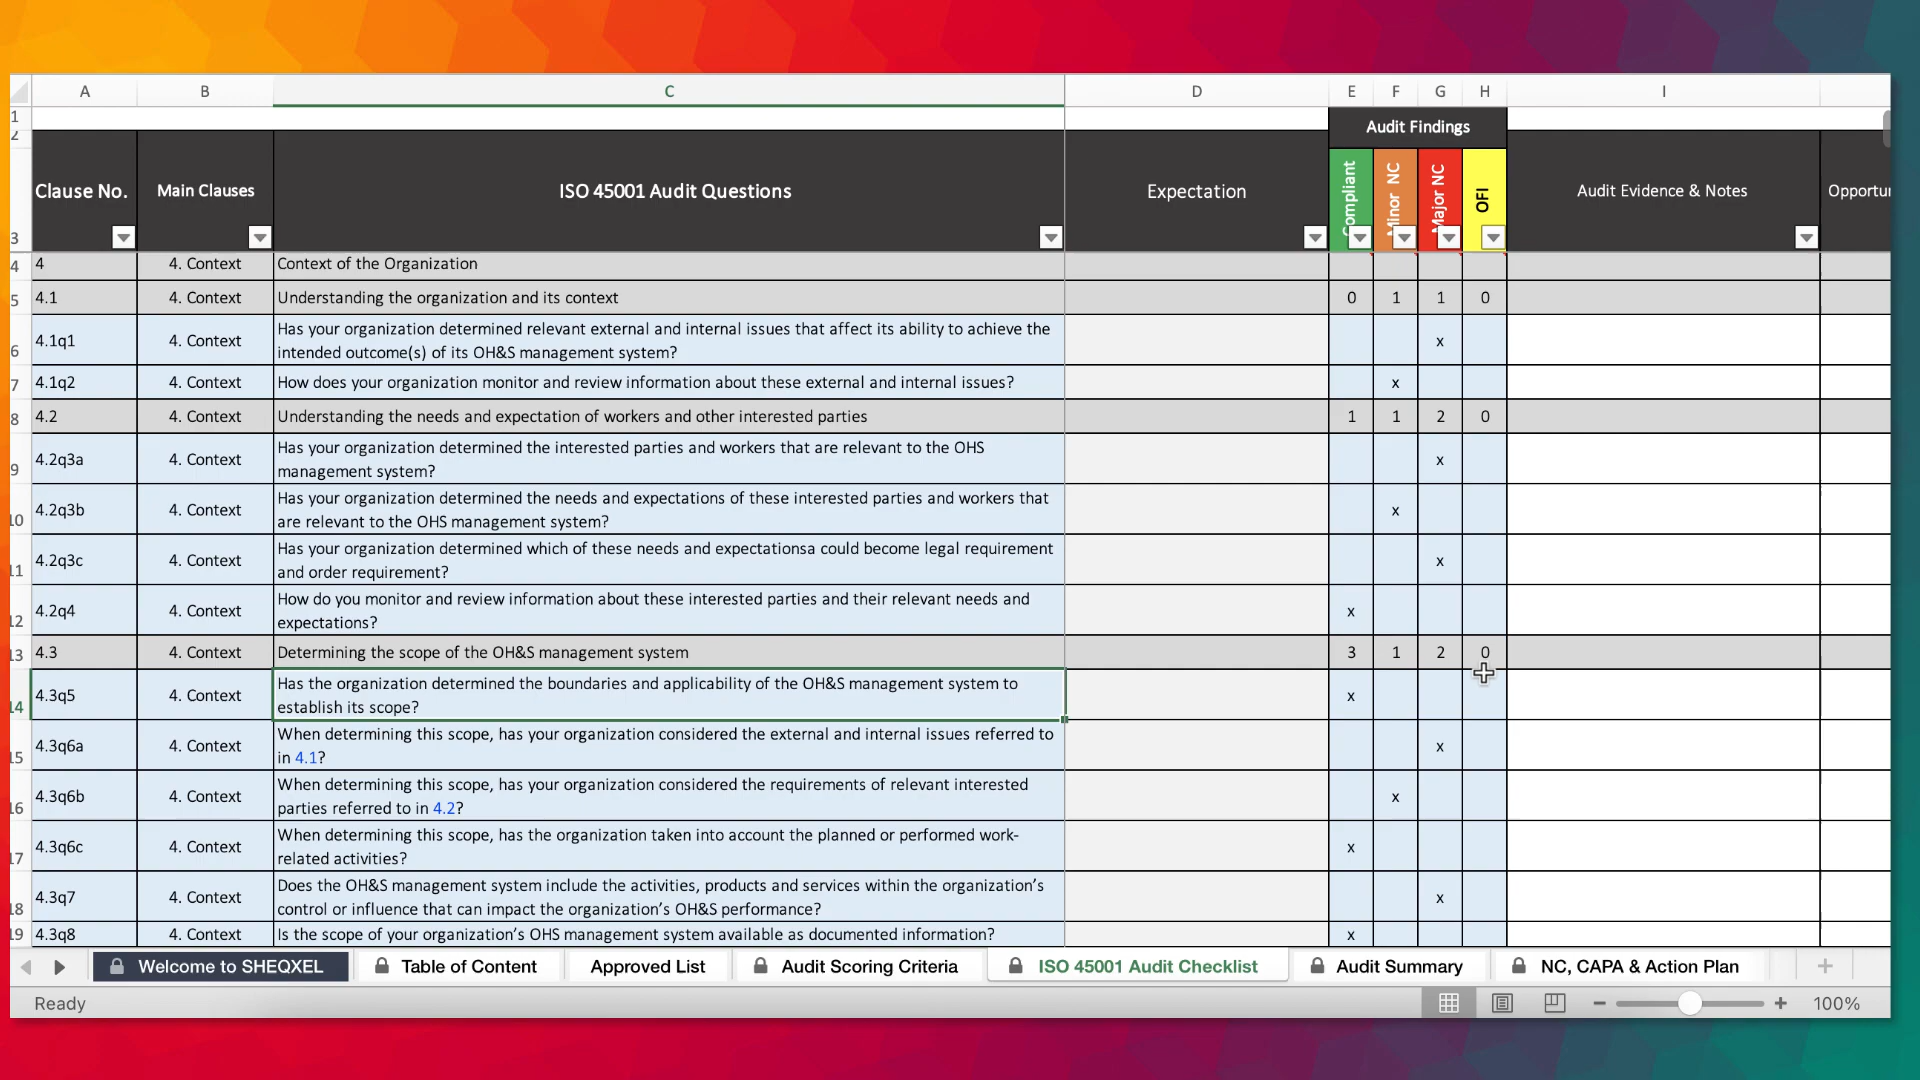 A B C D E F G H I
1
2
Audit Findings
3 Clause No. Main Clauses ISO 45001 Audit Questions Expectation Compliant Minor NC Major NC OFI Audit Evidence & Notes
4 4 4. Context Context of the Organization
5 4.1 4. Context Understanding the organization and its context 0 1 1 0
6 4.1q1 4. Context Has your organization determined relevant external and internal issues that affect its ability to achieve the
intended outcome(s) of its OH&S management system? x
7 4.1q2 4. Context How does your organization monitor and review information about these external and internal issues? x
8 4.2 4. Context Understanding the needs and expectation of workers and other interested parties 1 1 2 0
9 4.2q3a 4. Context Has your organization determined the interested parties and workers that are relevant to the OHS
management system? x
10 4.2q3b 4. Context Has your organization determined the needs and expectations of these interested parties and workers that
are relevant to the OHS management system? x
11 4.2q3c 4. Context Has your organization determined which of these needs and expectationsa could become legal requirement
and order requirement? x
12 4.2q4 4. Context How do you monitor and review information about these interested parties and their relevant needs and
expectations? x
13 4.3 4. Context Determining the scope of the OH&S management system 3 1 2 0
14 4.3q5 4. Context Has the organization determined the boundaries and applicability of the OH&S management system to
establish its scope? x
15 4.3q6a 4. Context When determining this scope, has your organization considered the external and internal issues referred to
in 4.1? x
16 4.3q6b 4. Context When determining this scope, has your organization considered the requirements of relevant interested
parties referred to in 4.2? x
17 4.3q6c 4. Context When determining this scope, has the organization taken into account the planned or performed work-
related activities? x
18 4.3q7 4. Context Does the OH&S management system include the activities, products and services within the organization’s
control or influence that can impact the organization’s OH&S performance? x
19 4.3q8 4. Context Is the scope of your organization’s OHS management system available as documented information? x
Welcome to SHEQXEL Table of Content Approved List Audit Scoring Criteria ISO 45001 Audit Checklist Audit Summary NC, CAPA & Action Plan
Ready 100%